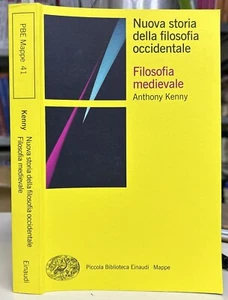 Nuova storia
della filosofia
occidentale
Filosofia
medievale
Anthony Kenny
Piccola Biblioteca Einaudi Mappe
PBE Mappe 41
Kenny
Nuova storia della filosofia occidentale
Filosofia medievale
Einaudi